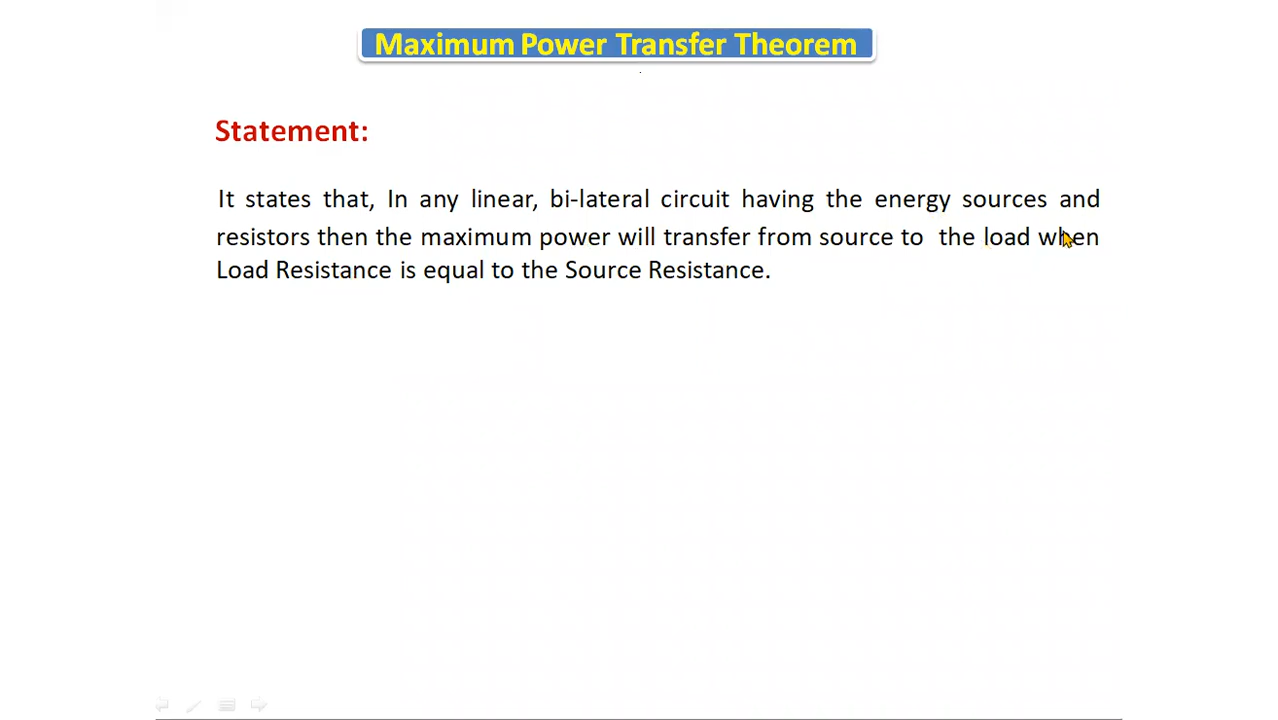 Maximum Power Transfer Theorem
Statement:
It states that, In any linear, bi-lateral circuit having the energy sources and
resistors then the maximum power will transfer from source to the load when
Load Resistance is equal to the Source Resistance.